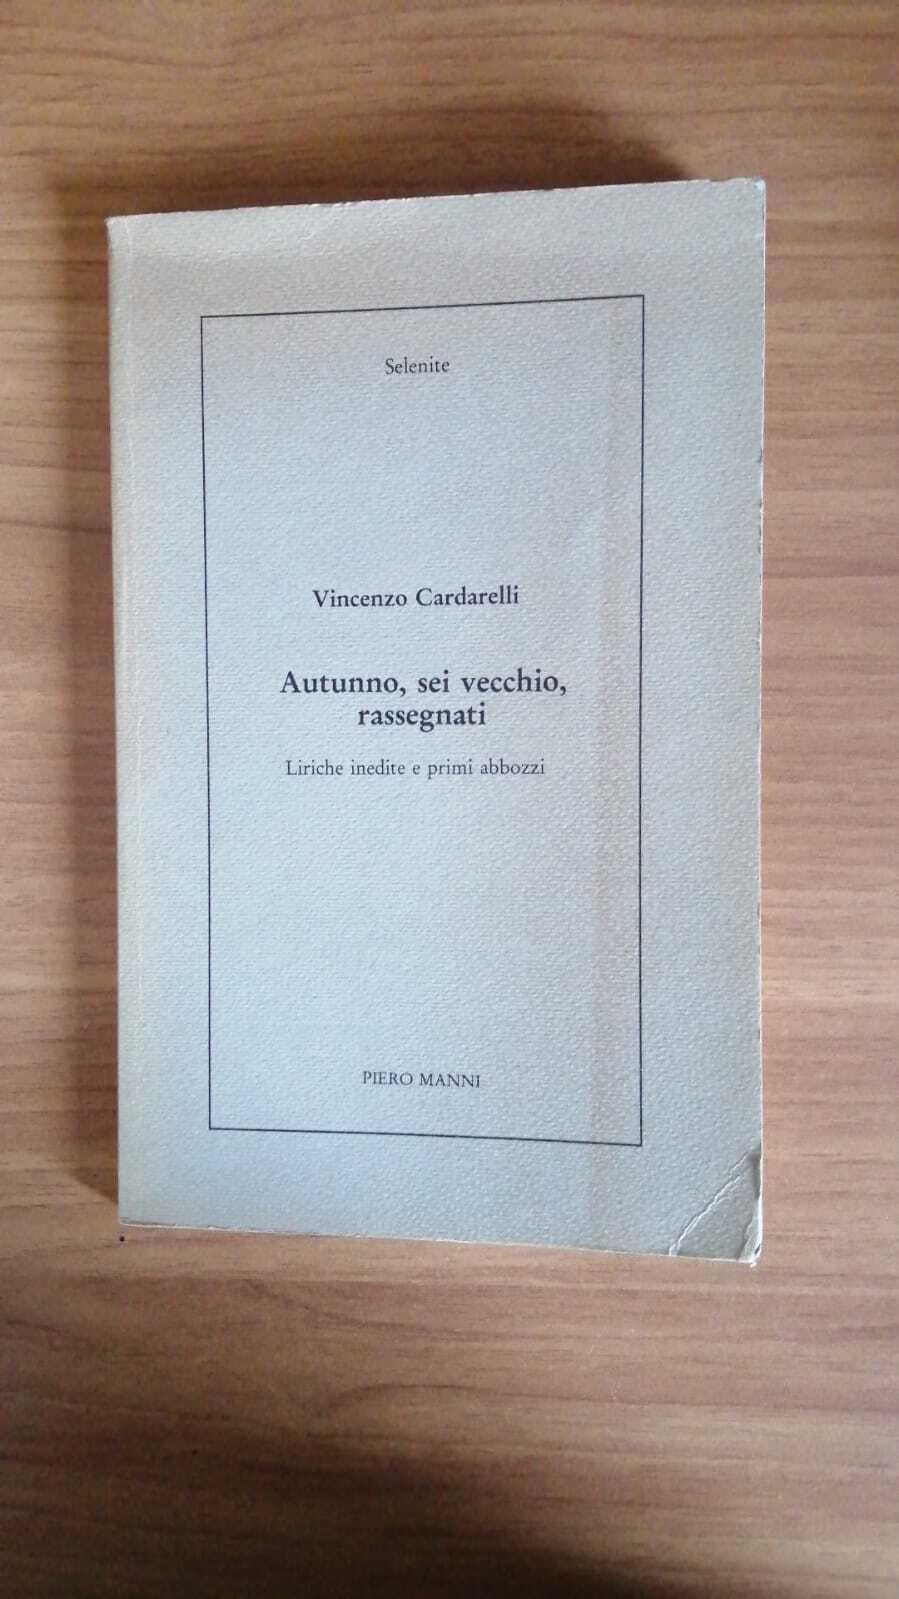 Selenite
Vincenzo Cardarelli
Autunno, sei vecchio,
rassegnati
Liriche inedite e primi abbozzi
PIERO MANNI